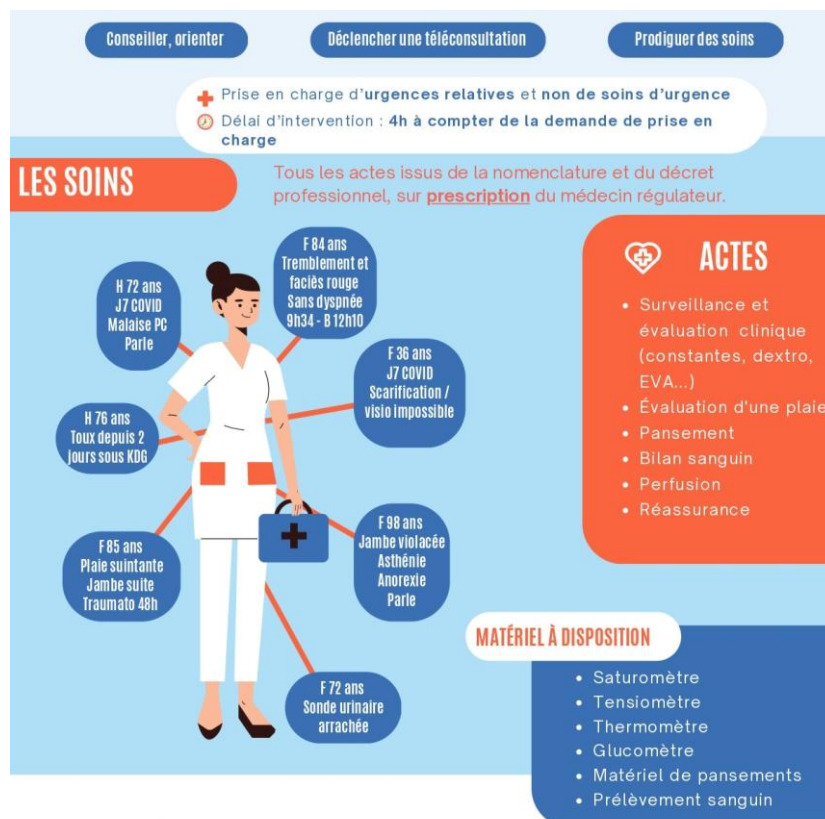 Conseiller, orienter
Déclencher une téléconsultation
Prodiguer des soins
Prise en charge d'urgences relatives et non de soins d'urgence
Délai d'intervention : 4h à compter de la demande de prise en
charge
LES SOINS
Tous les actes issus de la nomenclature et du décret
professionnel, sur prescription du médecin régulateur.
H 72 ans
J7 COVID
Malaise PC
Parle
F 84 ans
Tremblement et
faciès rouge
Sans dyspnée
9h34 - B 12h10
F 36 ans
J7 COVID
Scarification /
visio impossible
H 76 ans
Toux depuis 2
jours sous KDG
F 85 ans
Plaie suintante
Jambe suite
Traumato 48h
F 98 ans
Jambe violacée
Asthénie
Anorexie
Parle
F 72 ans
Sonde urinaire
arrachée
ACTES
• Surveillance et
évaluation clinique
(constantes, dextro,
EVA...)
• Évaluation d'une plaie
• Pansement
• Bilan sanguin
• Perfusion
• Réassurance
MATÉRIEL À DISPOSITION
• Saturomètre
• Tensiomètre
• Thermomètre
• Glucomètre
• Matériel de pansements
• Prélèvement sanguin